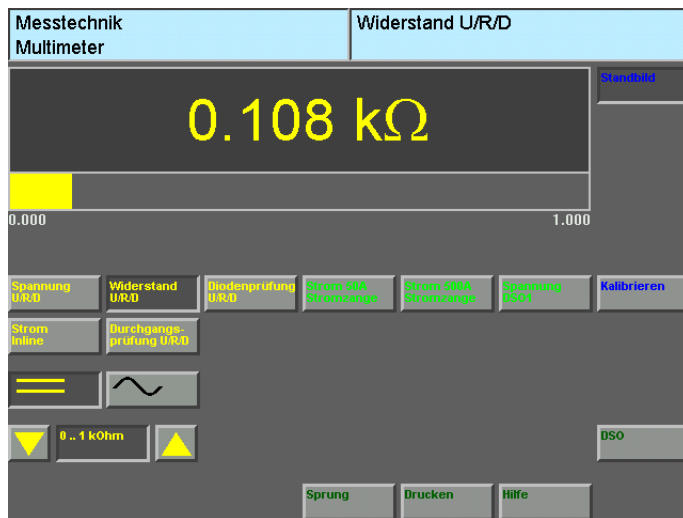 Messtechnik
Multimeter
Widerstand U/R/D
Standbild
0.108 kΩ
0.000
1.000
Spannung
U/R/D
Widerstand
U/R/D
Diodenprüfung
U/R/D
Strom 50A
Stromzange
Strom 500A
Stromzange
Spannung
DSO1
Kalibrieren
Strom
Inline
Durchgangs-
prüfung U/R/D
0 .. 1 kOhm
DSO
Sprung
Drucken
Hilfe